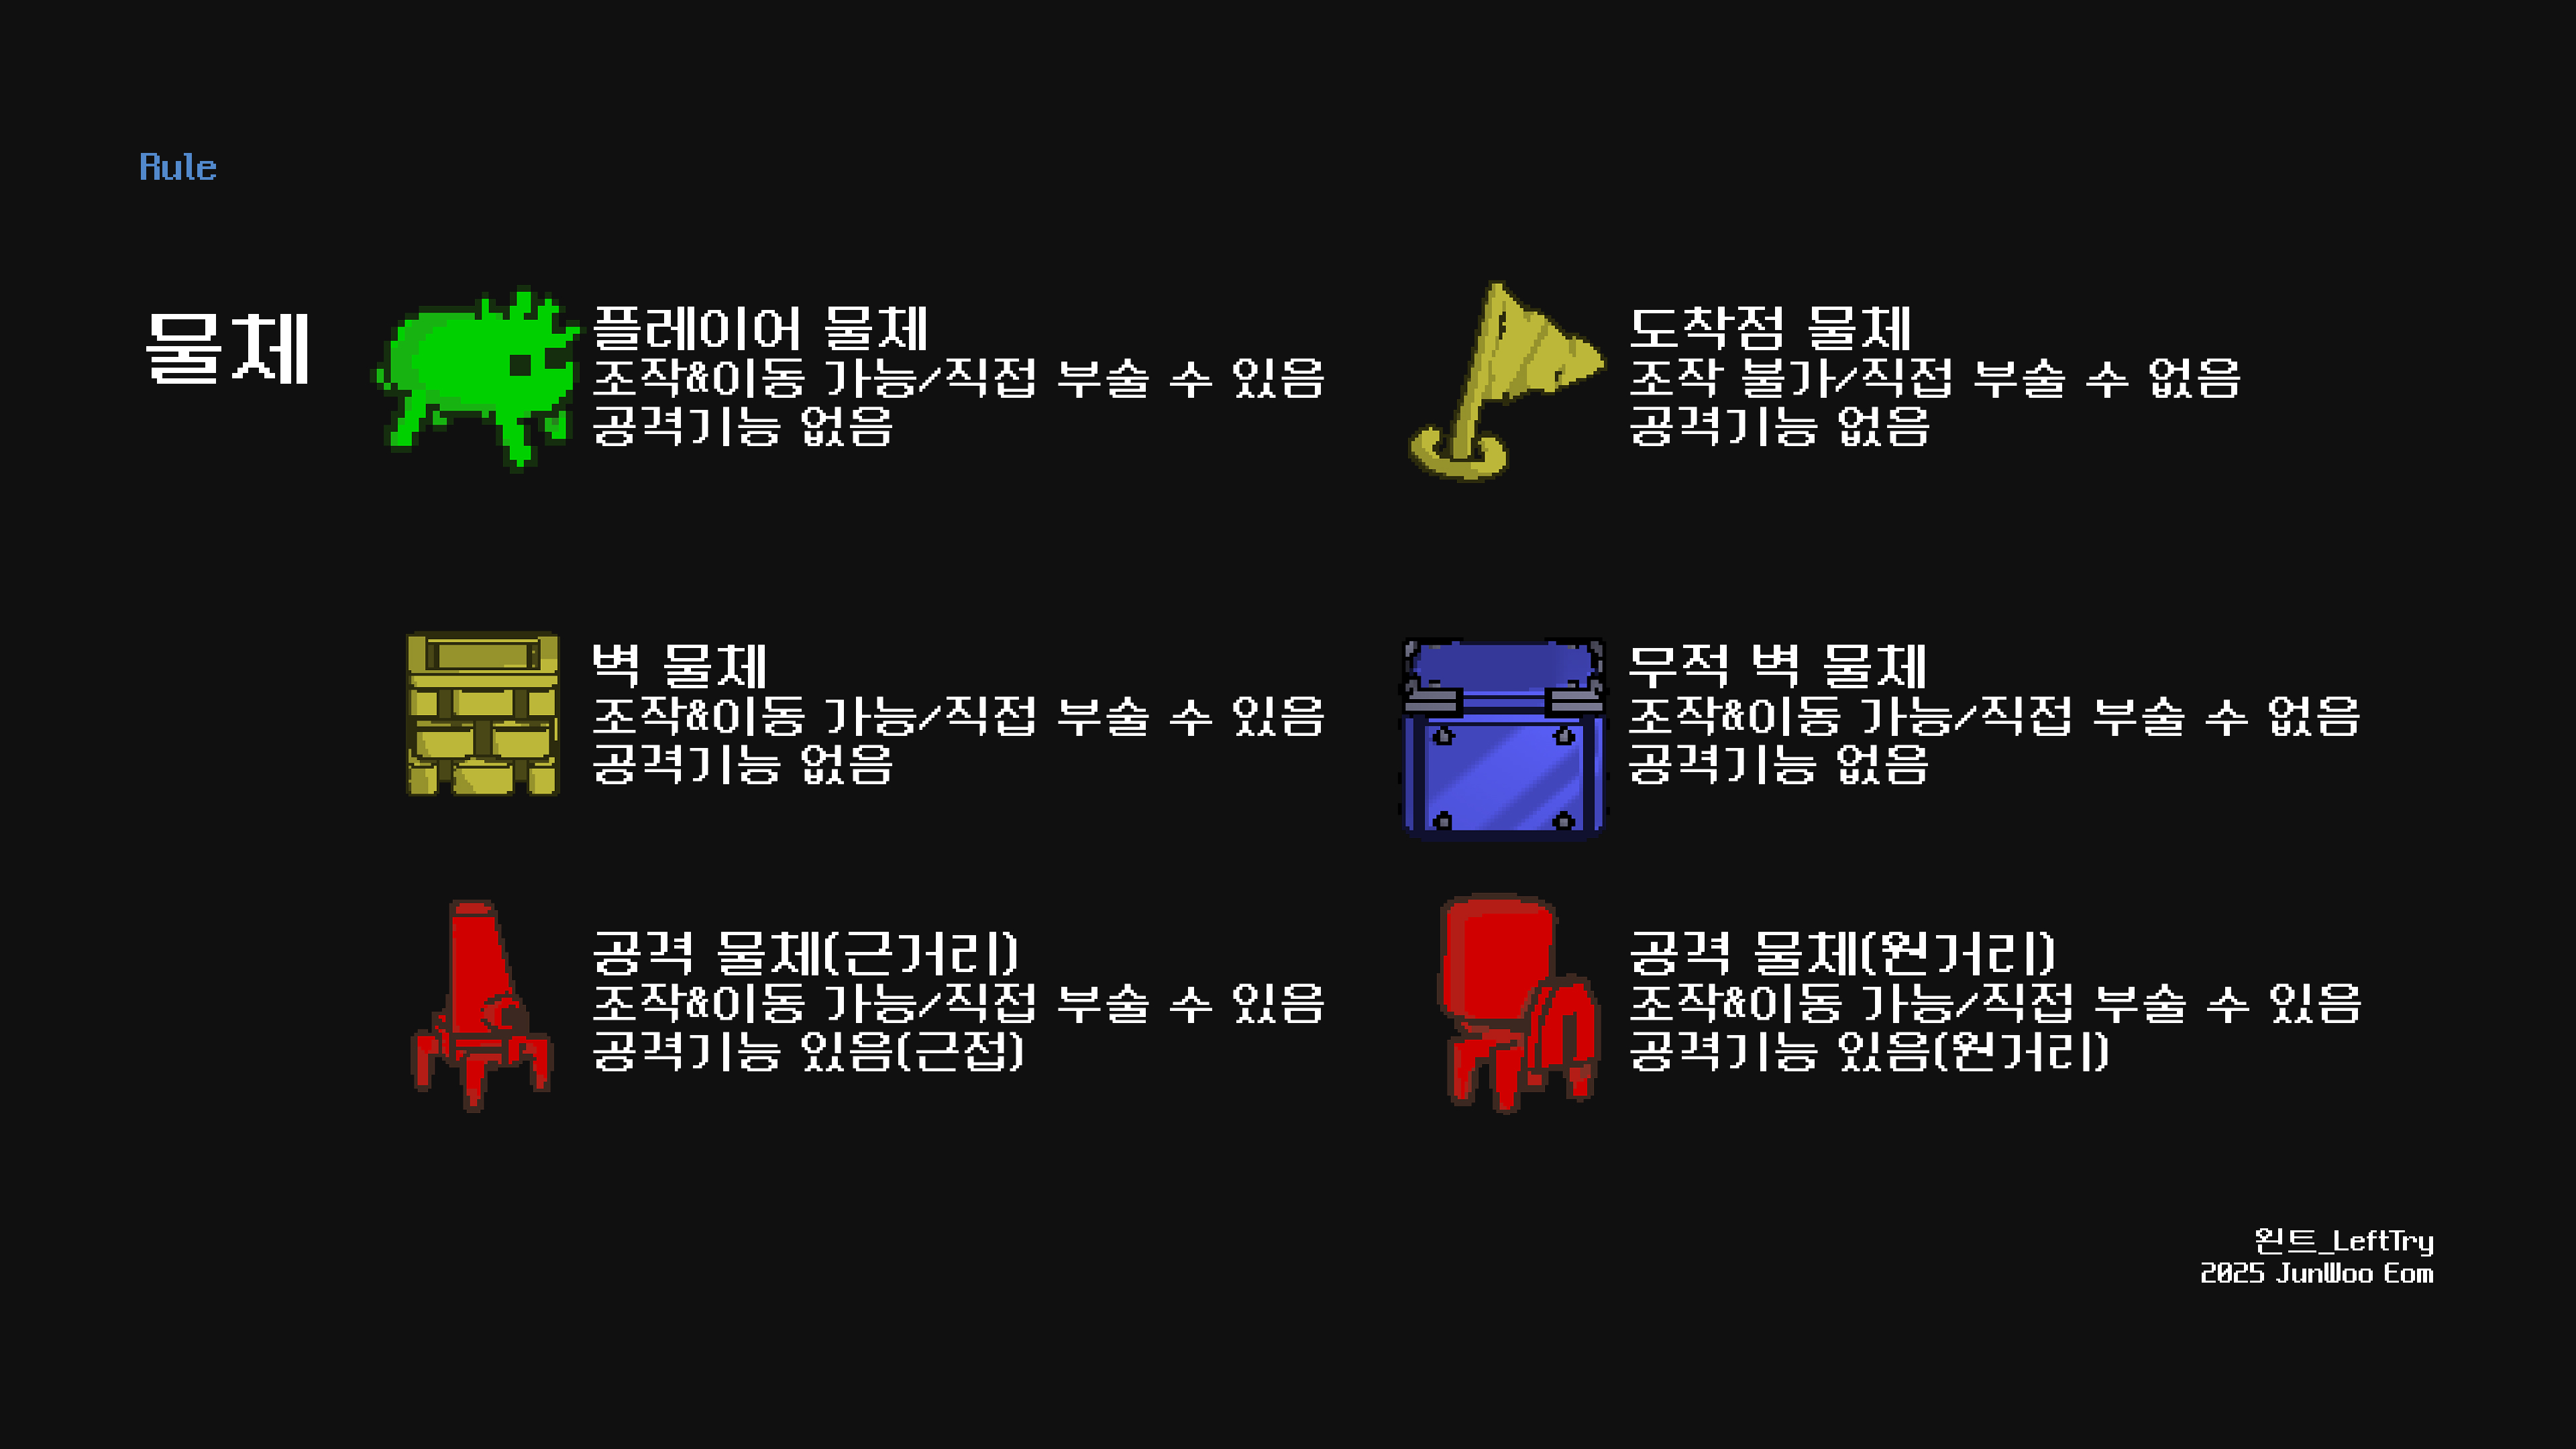 Rule
물체
플레이어 물체
조작&이동 가능/직접 부술 수 있음
공격기능 없음
도착점 물체
조작 불가/직접 부술 수 없음
공격기능 없음
벽 물체
조작&이동 가능/직접 부술 수 있음
공격기능 없음
무적 벽 물체
조작&이동 가능/직접 부술 수 없음
공격기능 없음
공격 물체(근거리)
조작&이동 가능/직접 부술 수 있음
공격기능 있음(근접)
공격 물체(원거리)
조작&이동 가능/직접 부술 수 있음
공격기능 있음(원거리)
왼트_LeftTry
2025 JunWoo Eom